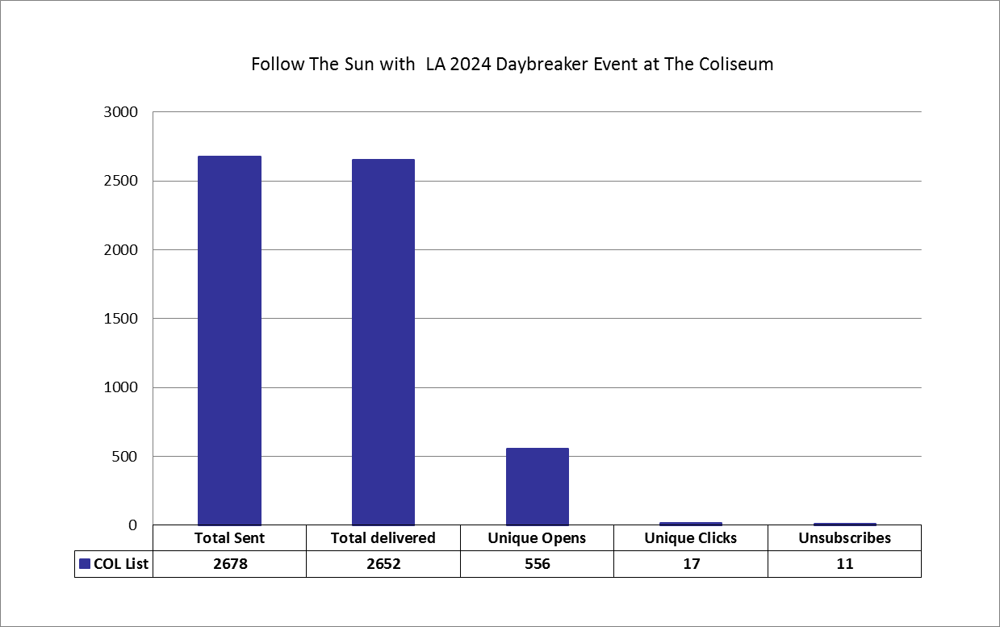 Follow The Sun with  LA 2024 Daybreaker Event at The Coliseum
3000
2500
2000
1500
1000
500
0
Total Sent Total delivered Unique Opens Unique Clicks Unsubscribes
COL List 2678 2652 556 17 11